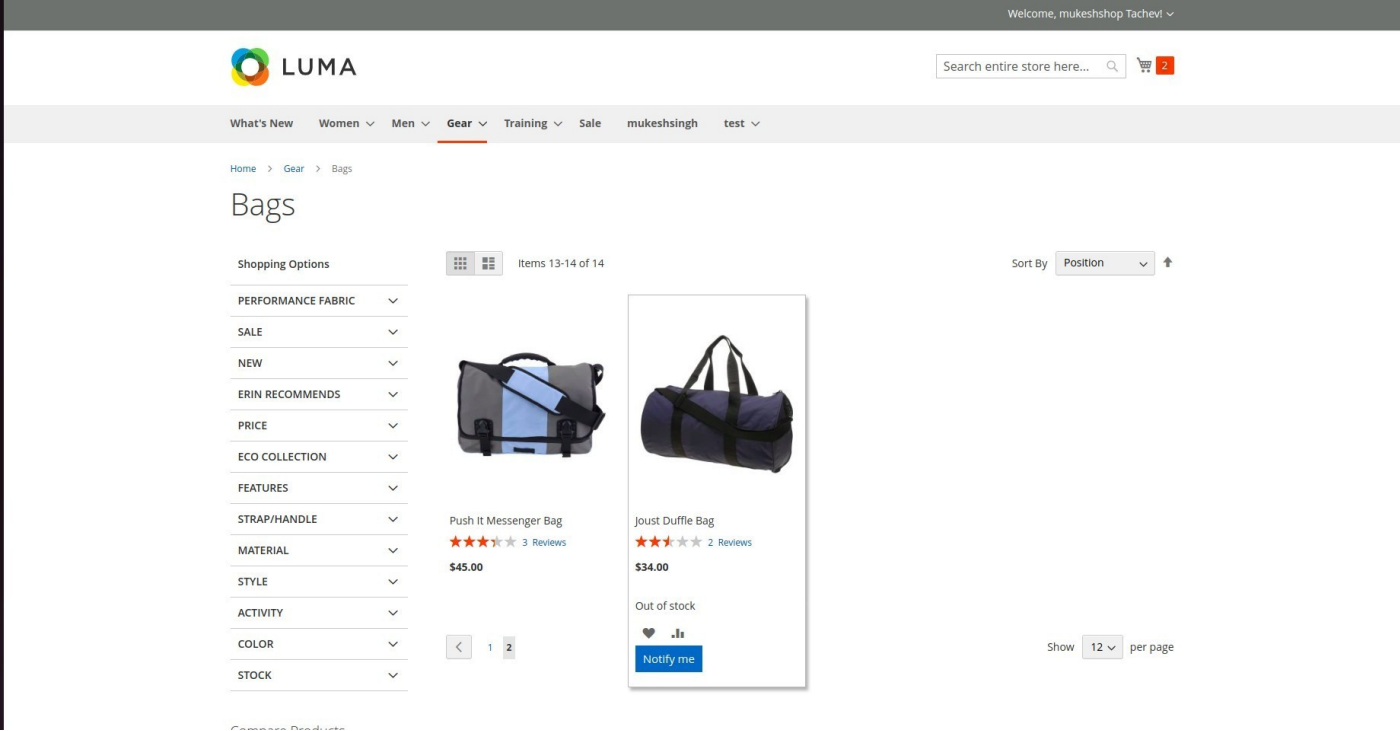 Welcome, mukeshshop Tachev!
LUMA
Search entire store here...
2
What's New Women Men Gear Training Sale mukeshsingh test
Home Gear Bags
Bags
Shopping Options
PERFORMANCE FABRIC
SALE
NEW
ERIN RECOMMENDS
PRICE
ECO COLLECTION
FEATURES
STRAP/HANDLE
MATERIAL
STYLE
ACTIVITY
COLOR
STOCK
Compare Products
Items 13-14 of 14
Sort By Position
Push It Messenger Bag
3 Reviews
$45.00
Joust Duffle Bag
2 Reviews
$34.00
Out of stock
Notify me
1 2
Show 12 per page